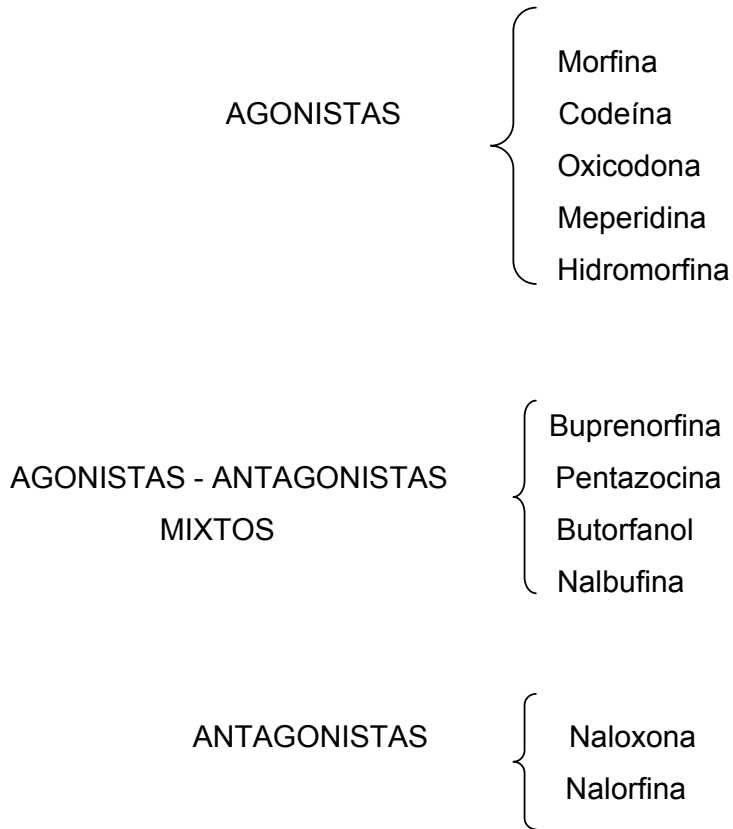 AGONISTAS
Morfina
Codeína
Oxicodona
Meperidina
Hidromorfina
AGONISTAS - ANTAGONISTAS
MIXTOS
Buprenorfina
Pentazocina
Butorfanol
Nalbufina
ANTAGONISTAS
Naloxona
Nalorfina